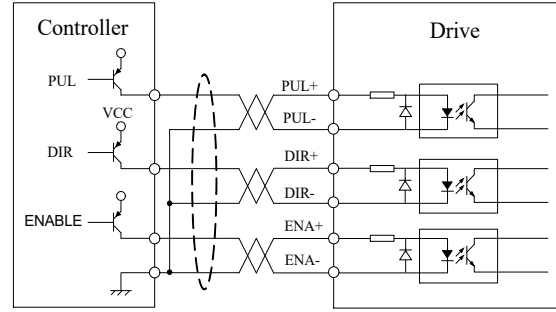 Controller
Drive
PUL
PUL+
VCC
PUL-
DIR
DIR+
DIR-
ENABLE
ENA+
ENA-